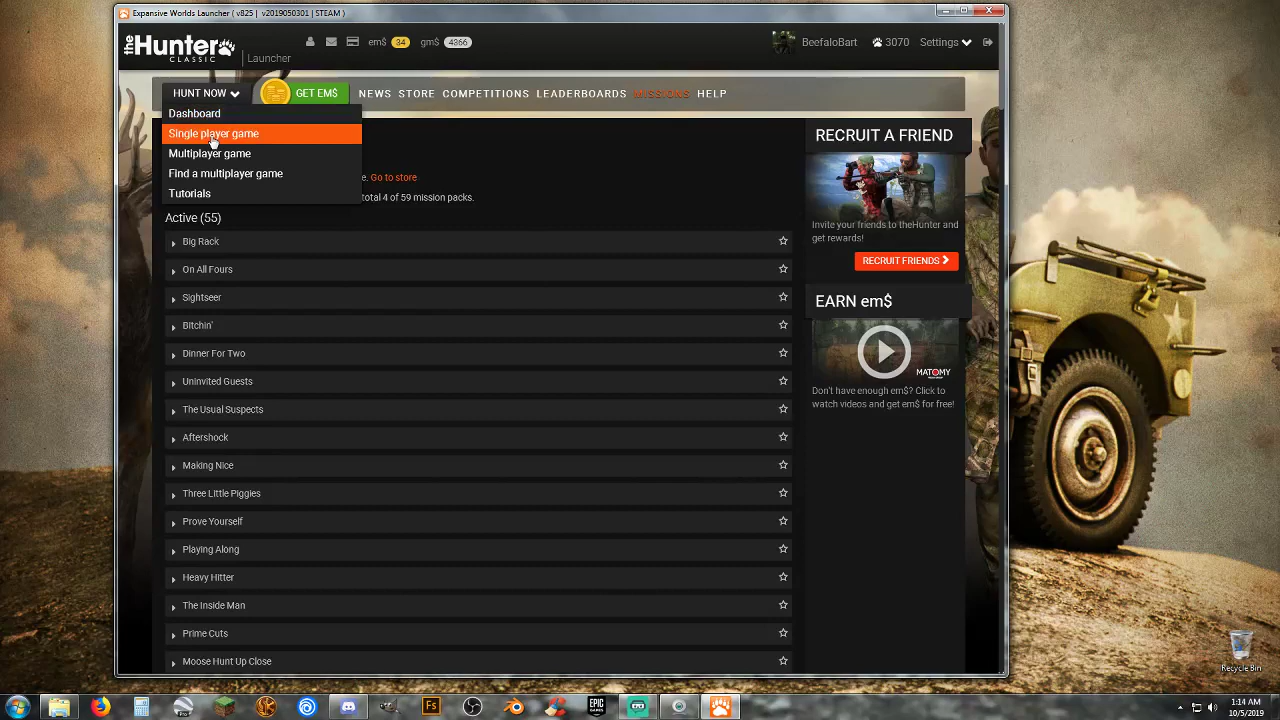 Expansive Worlds Launcher ( v825 | v2019050301 | STEAM )
the Hunter CLASSIC | Launcher
em$ 34 gm$ 4366
BeefaloBart 3070 Settings
HUNT NOW GET EM$ NEWS STORE COMPETITIONS LEADERBOARDS MISSIONS HELP
Dashboard
Single player game
Multiplayer game
Find a multiplayer game
Tutorials
e. Go to store
total 4 of 59 mission packs.
Active (55)
Big Rack
On All Fours
Sightseer
Bitchin'
Dinner For Two
Uninvited Guests
The Usual Suspects
Aftershock
Making Nice
Three LIttle Piggies
Prove Yourself
Playing Along
Heavy Hitter
The Inside Man
Prime Cuts
Moose Hunt Up Close
RECRUIT A FRIEND
Invite your friends to theHunter and
get rewards!
RECRUIT FRIENDS
EARN em$
MATOMY
Don't have enough em$? Click to
watch videos and get em$ for free!
Recycle Bin
Pro
Fs
EPIC GAMES
1:14 AM
10/5/2019